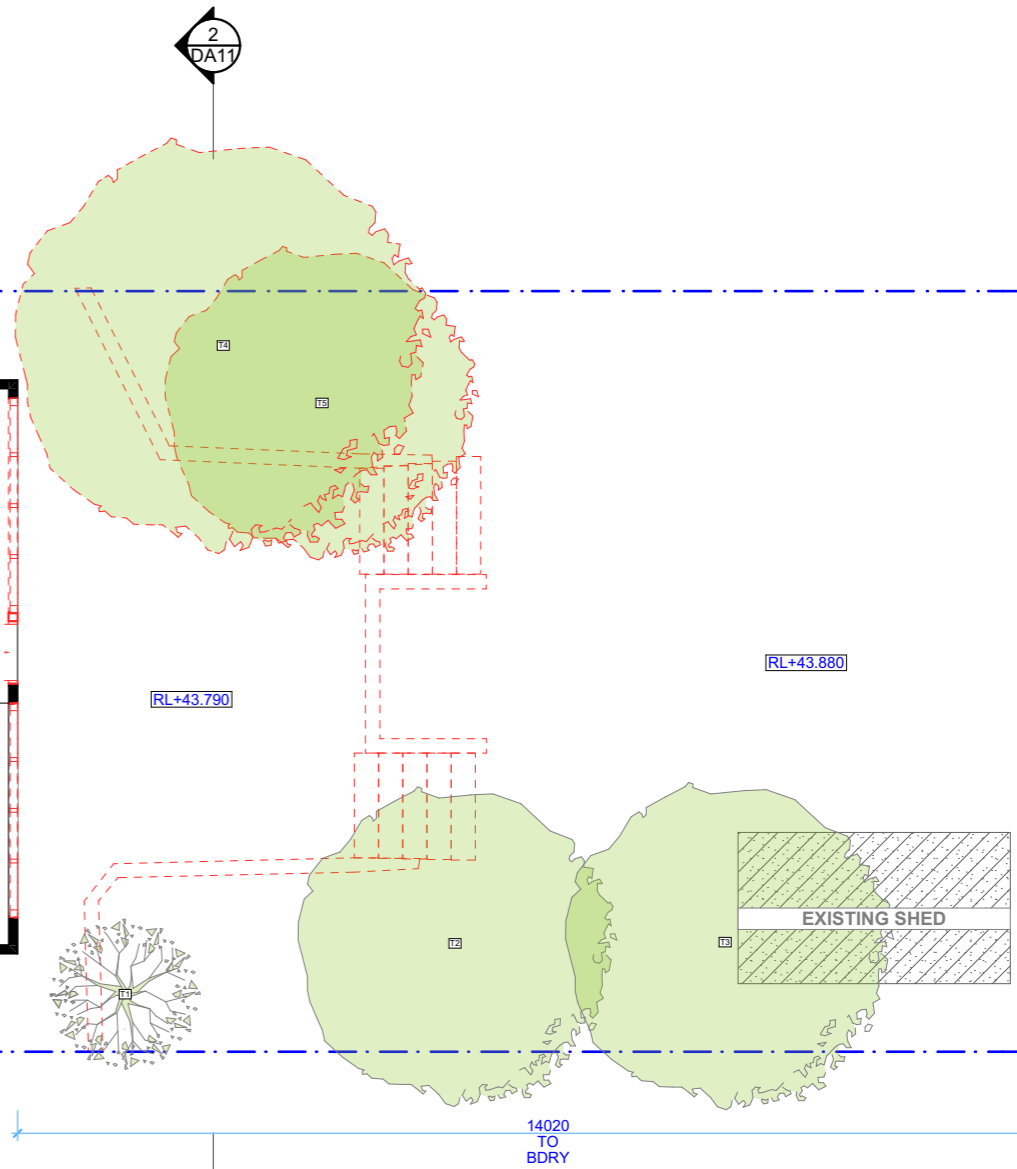 2
DA11
T4
T5
RL+43.880
RL+43.790
EXISTING SHED
T2
T3
T1
14020
TO
BDRY